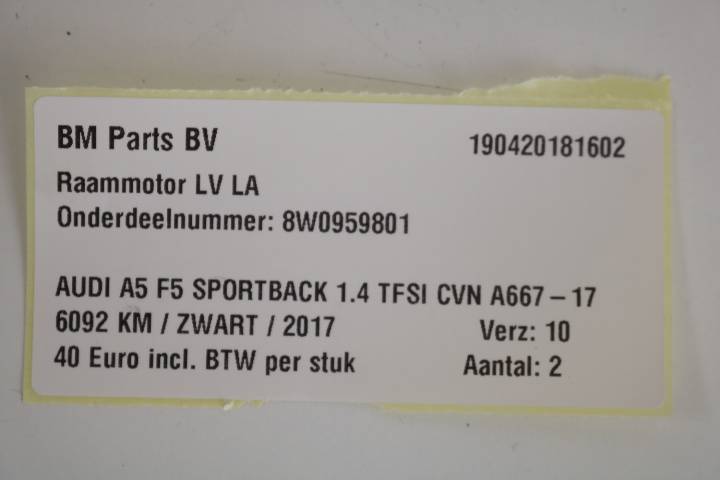 BM Parts BV 190420181602
Raammotor LV LA
Onderdeelnummer: 8W0959801
AUDI A5 F5 SPORTBACK 1.4 TFSI CVN A667 – 17
6092 KM / ZWART / 2017 Verz: 10
40 Euro incl. BTW per stuk Aantal: 2